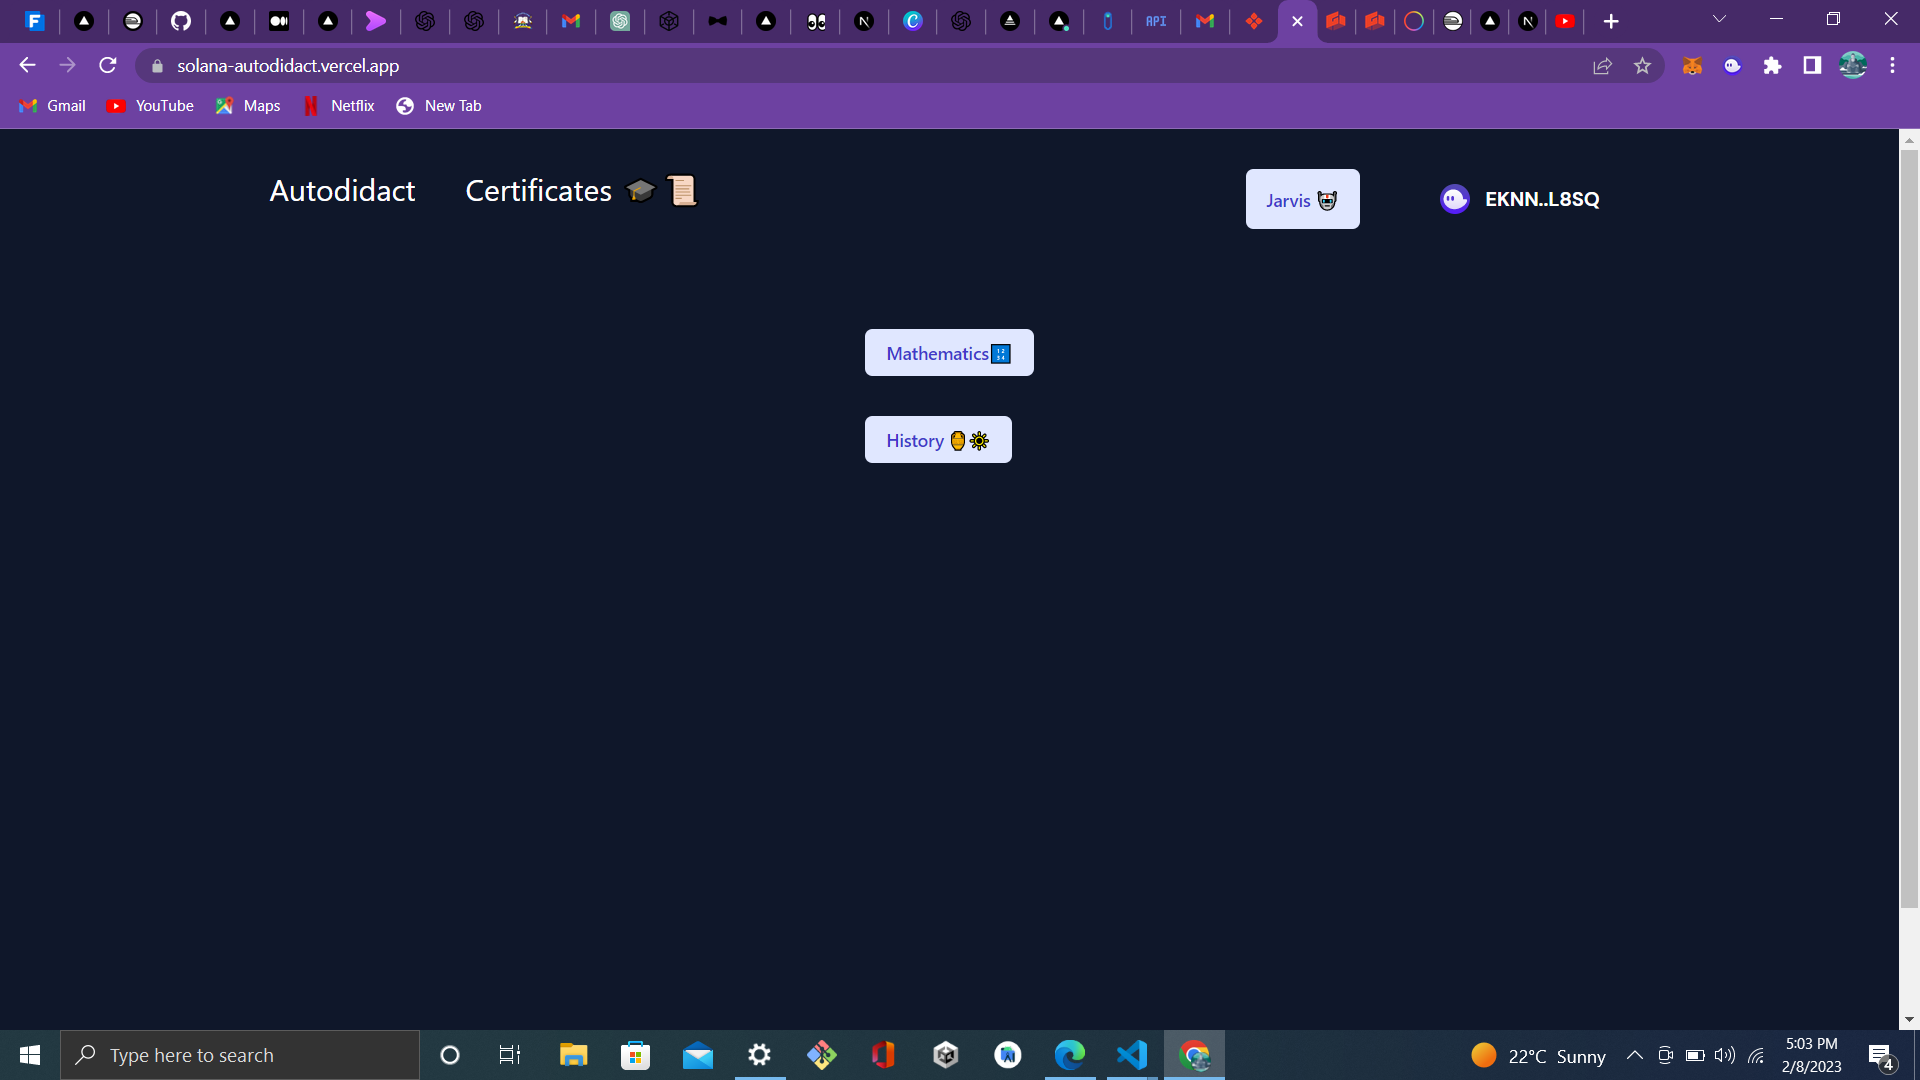 API
solana-autodidact.vercel.app
Gmail YouTube Maps Netflix New Tab
Autodidact Certificates 🎓📜 Jarvis 🤖 EKNN..L8SQ
Mathematics🔢
History ⚱️🔅
Type here to search
22°C Sunny
5:03 PM
2/8/2023
4